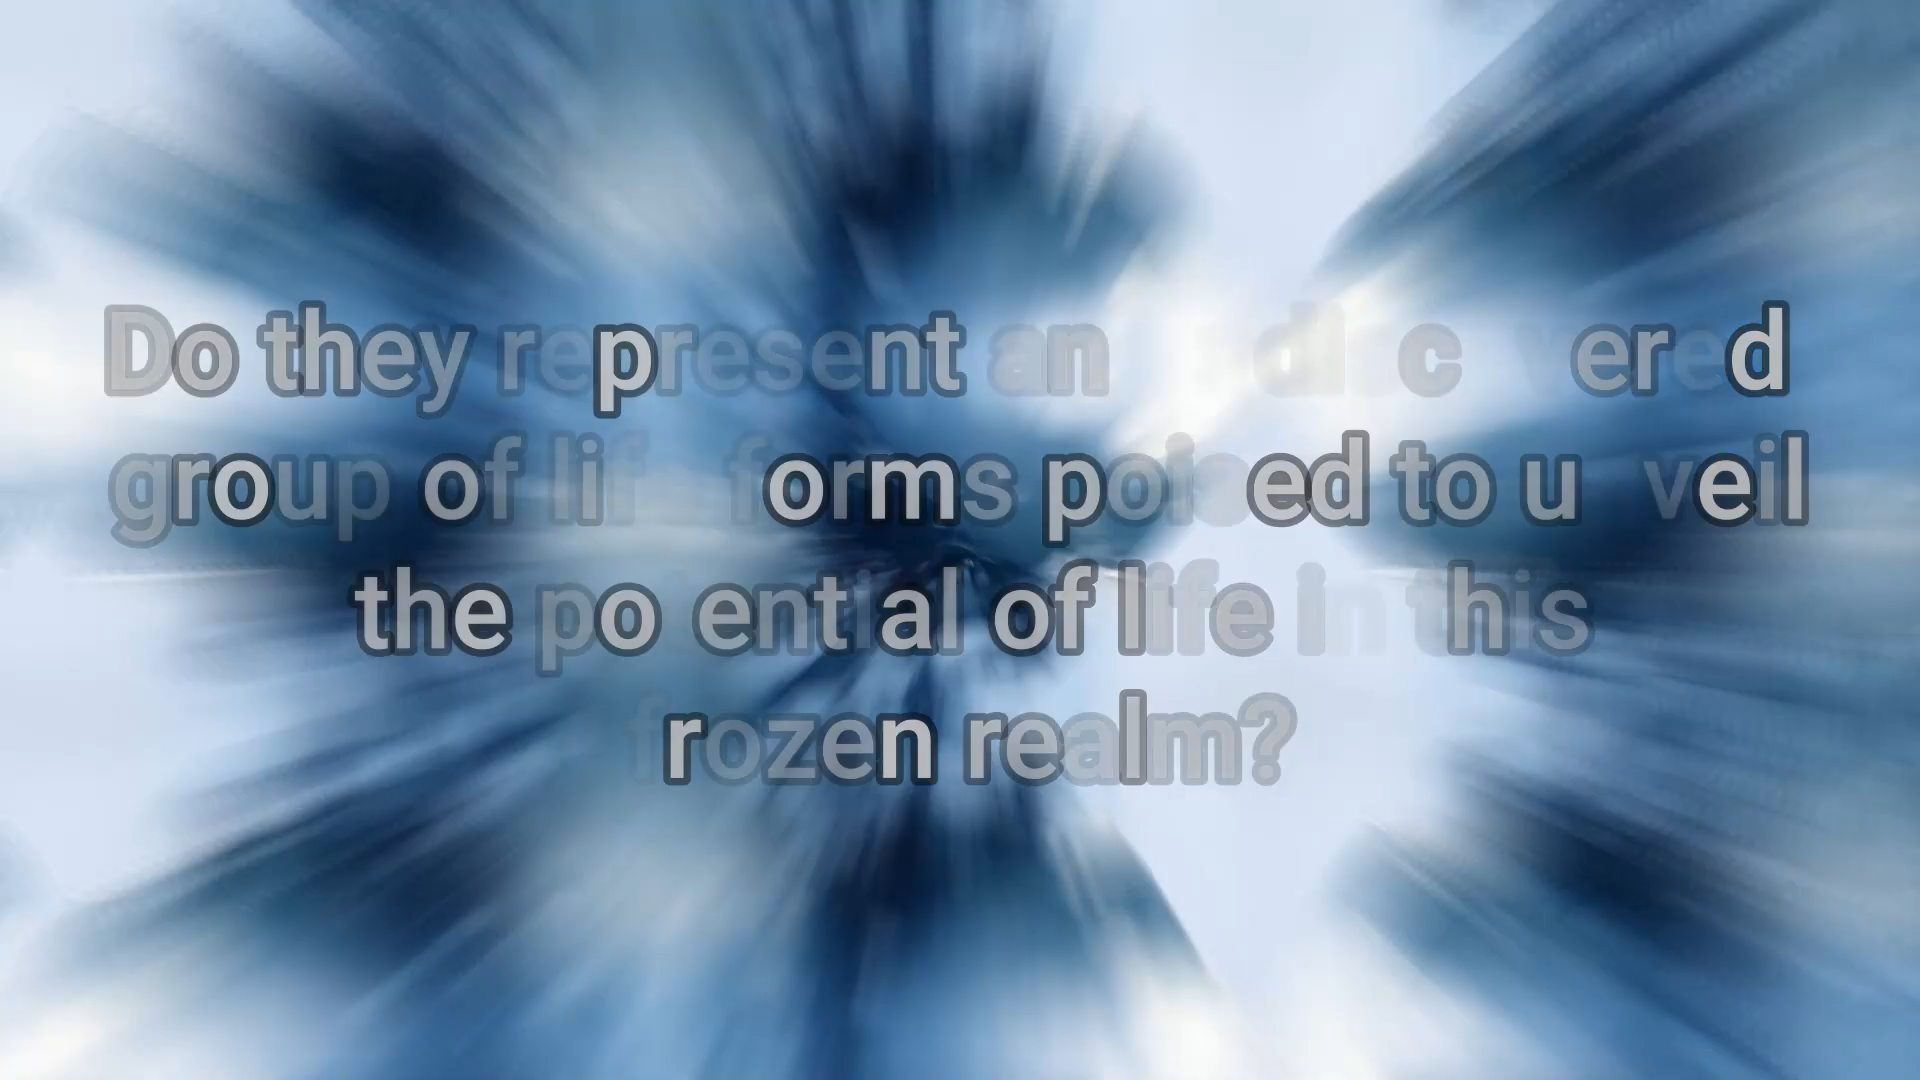 Do they represent an undiscovered
group of life forms poised to unveil
the potential of life in this
frozen realm?